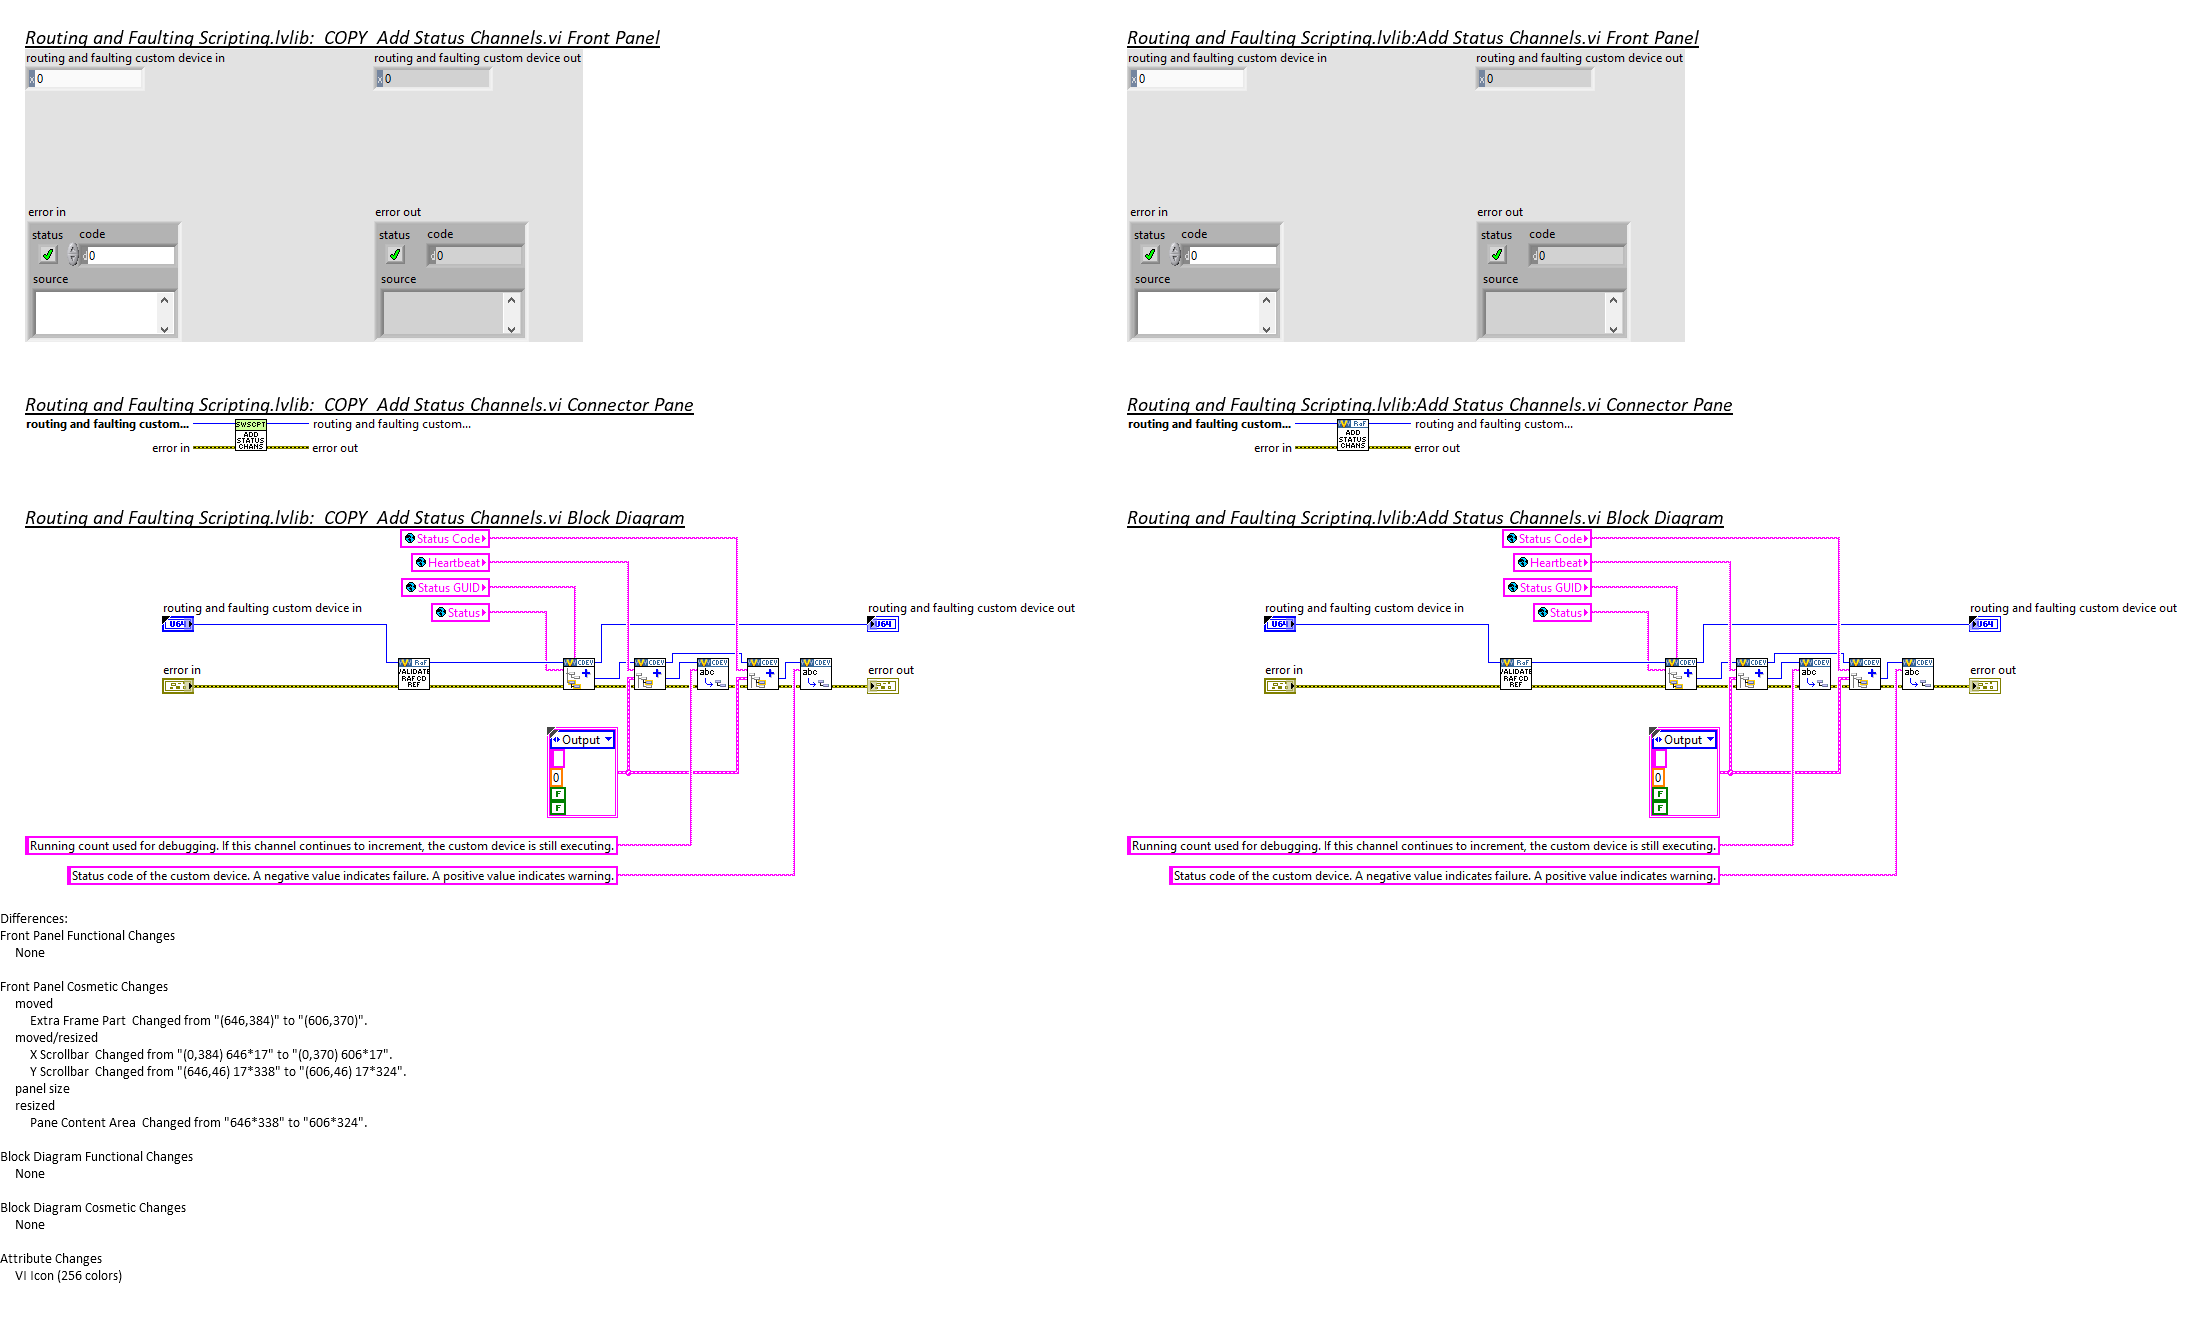 Routing and Faulting Scripting.lvlib:  COPY  Add Status Channels.vi Front Panel
routing and faulting custom device in
routing and faulting custom device out
x 0
x 0
error in
error out
status
code
status
code
d 0
d 0
source
source
Routing and Faulting Scripting.lvlib:  COPY  Add Status Channels.vi Connector Pane
routing and faulting custom...
SWSCPT
ADD
STATUS
CHANS
routing and faulting custom...
error in
error out
Routing and Faulting Scripting.lvlib:  COPY  Add Status Channels.vi Block Diagram
Status Code
Heartbeat
Status GUID
Status
routing and faulting custom device in
U64
routing and faulting custom device out
U64
error in
RaF
VALIDATE
RAF CD
REF
CDEV
CDEV
CDEV
abc
CDEV
CDEV
abc
error out
Output
0
F
F
Running count used for debugging. If this channel continues to increment, the custom device is still executing.
Status code of the custom device. A negative value indicates failure. A positive value indicates warning.
Routing and Faulting Scripting.lvlib:Add Status Channels.vi Front Panel
routing and faulting custom device in
routing and faulting custom device out
x 0
x 0
error in
error out
status
code
status
code
d 0
d 0
source
source
Routing and Faulting Scripting.lvlib:Add Status Channels.vi Connector Pane
routing and faulting custom...
RaF
ADD
STATUS
CHANS
routing and faulting custom...
error in
error out
Routing and Faulting Scripting.lvlib:Add Status Channels.vi Block Diagram
Status Code
Heartbeat
Status GUID
Status
routing and faulting custom device in
U64
routing and faulting custom device out
U64
error in
RaF
VALIDATE
RAF CD
REF
CDEV
CDEV
CDEV
abc
CDEV
CDEV
abc
error out
Output
0
F
F
Running count used for debugging. If this channel continues to increment, the custom device is still executing.
Status code of the custom device. A negative value indicates failure. A positive value indicates warning.
Differences:
Front Panel Functional Changes
None
Front Panel Cosmetic Changes
moved
Extra Frame Part  Changed from "(646,384)" to "(606,370)".
moved/resized
X Scrollbar  Changed from "(0,384) 646*17" to "(0,370) 606*17".
Y Scrollbar  Changed from "(646,46) 17*338" to "(606,46) 17*324".
panel size
resized
Pane Content Area  Changed from "646*338" to "606*324".
Block Diagram Functional Changes
None
Block Diagram Cosmetic Changes
None
Attribute Changes
VI Icon (256 colors)